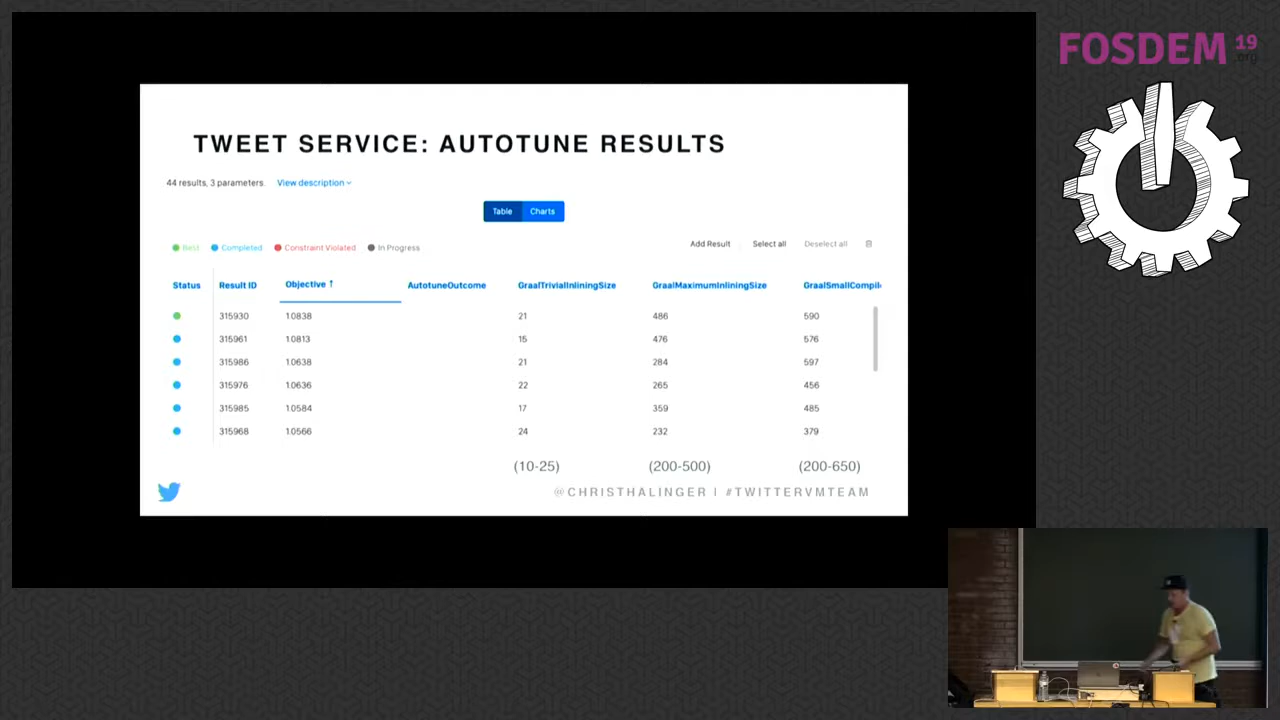 FOSDEM 19
.org
TWEET SERVICE: AUTOTUNE RESULTS
44 results, 3 parameters. View description
Table Charts
Best Completed Constraint Violated In Progress Add Result Select all Deselect all
Status Result ID Objective ↑ AutotuneOutcome GraalTrivialInliningSize GraalMaximumInliningSize GraalSmallCompil
315930 1.0838 21 486 590
315961 1.0813 15 476 576
315986 1.0638 21 284 597
315976 1.0636 22 265 456
315985 1.0584 17 359 485
315968 1.0566 24 232 379
(10-25) (200-500) (200-650)
@CHRISTHALINGER | #TWITTERVMTEAM